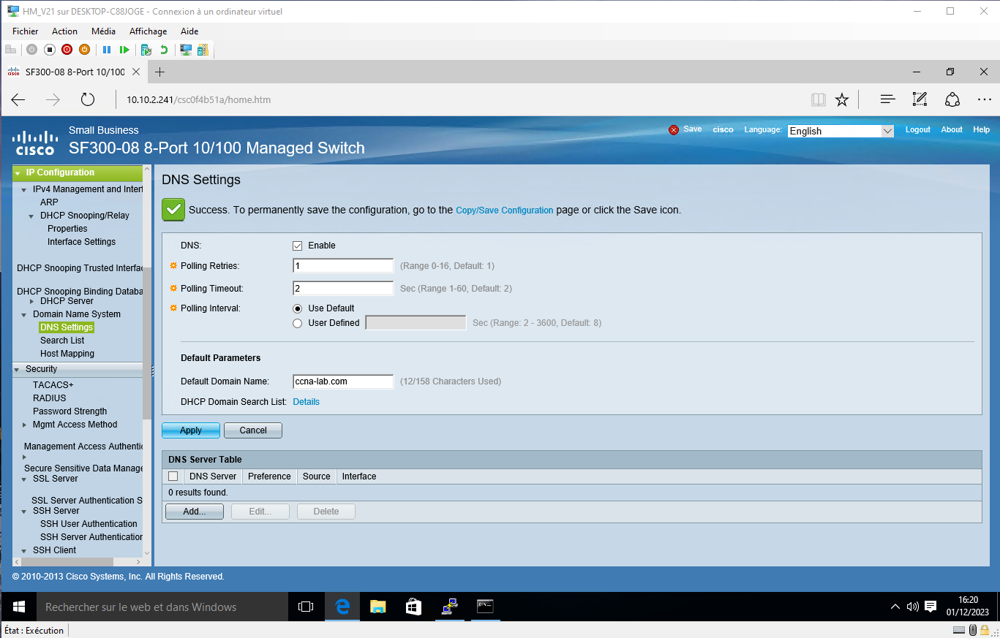 HM_V21 sur DESKTOP-C88JOGE - Connexion à un ordinateur virtuel
Fichier Action Média Affichage Aide
SF300-08 8-Port 10/100
10.10.2.241/csc0f4b51a/home.htm
Small Business
cisco SF300-08 8-Port 10/100 Managed Switch
Save cisco Language: English Logout About Help
IP Configuration
IPv4 Management and Interf
ARP
DHCP Snooping/Relay
Properties
Interface Settings
DHCP Snooping Trusted Interfac
DHCP Snooping Binding Databa
DHCP Server
Domain Name System
DNS Settings
Search List
Host Mapping
Security
TACACS+
RADIUS
Password Strength
Mgmt Access Method
Management Access Authentic
Secure Sensitive Data Manage
SSL Server
SSL Server Authentication S
SSH Server
SSH User Authentication
SSH Server Authentication
SSH Client
DNS Settings
Success. To permanently save the configuration, go to the Copy/Save Configuration page or click the Save icon.
DNS: Enable
Polling Retries: 1 (Range 0-16, Default: 1)
Polling Timeout: 2 Sec (Range 1-60, Default: 2)
Polling Interval: Use Default
User Defined Sec (Range: 2 - 3600, Default: 8)
Default Parameters
Default Domain Name: ccna-lab.com (12/158 Characters Used)
DHCP Domain Search List: Details
Apply Cancel
DNS Server Table
DNS Server Preference Source Interface
0 results found.
Add... Edit... Delete
© 2010-2013 Cisco Systems, Inc. All Rights Reserved.
Rechercher sur le web et dans Windows
16:20
01/12/2023
État : Exécution